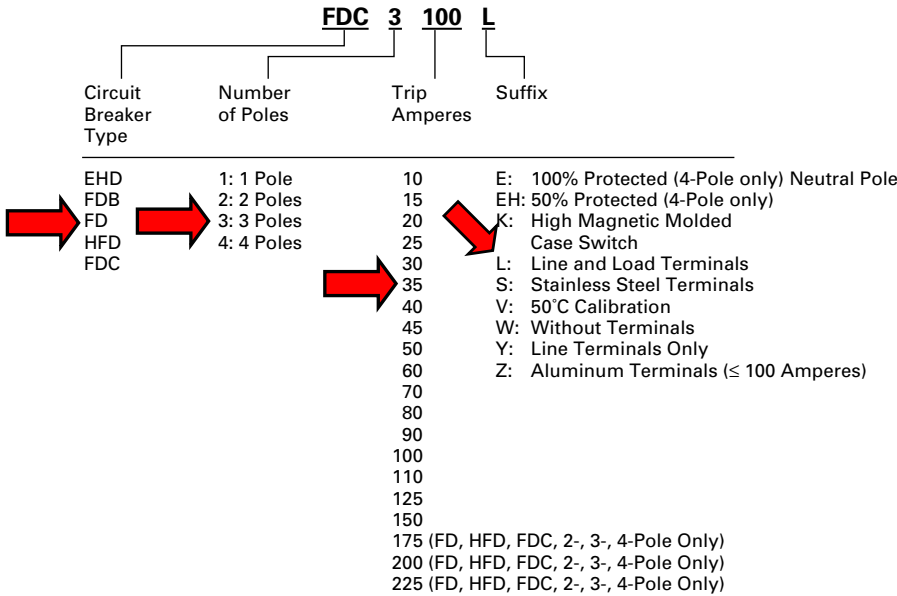 FDC 3 100 L
Circuit Breaker Type
Number of Poles
Trip Amperes
Suffix
EHD
FDB
FD
HFD
FDC
1: 1 Pole
2: 2 Poles
3: 3 Poles
4: 4 Poles
10
15
20
25
30
35
40
45
50
60
70
80
90
100
110
125
150
175 (FD, HFD, FDC, 2-, 3-, 4-Pole Only)
200 (FD, HFD, FDC, 2-, 3-, 4-Pole Only)
225 (FD, HFD, FDC, 2-, 3-, 4-Pole Only)
E: 100% Protected (4-Pole only) Neutral Pole
EH: 50% Protected (4-Pole only)
K: High Magnetic Molded
Case Switch
L: Line and Load Terminals
S: Stainless Steel Terminals
V: 50°C Calibration
W: Without Terminals
Y: Line Terminals Only
Z: Aluminum Terminals (≤ 100 Amperes)